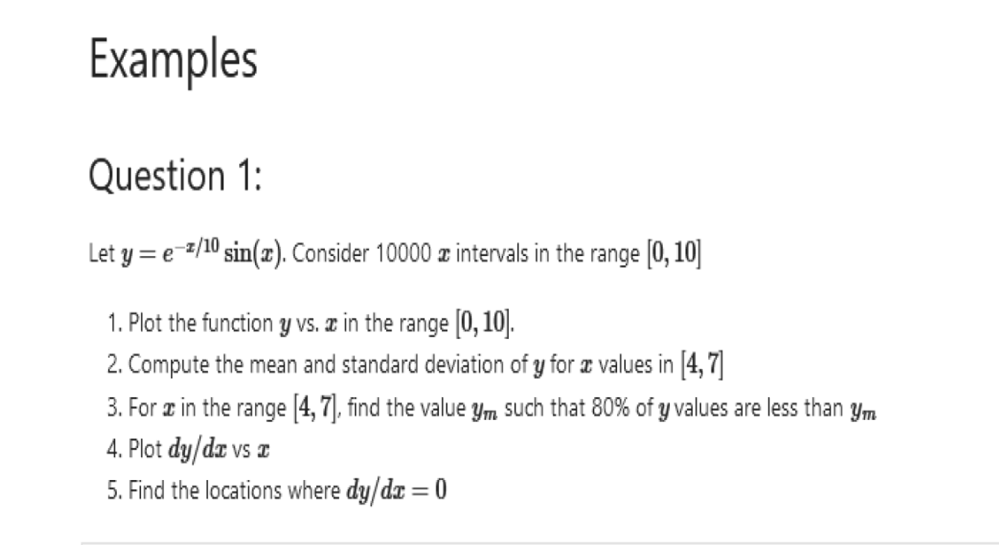 Examples
Question 1:
Let y = e^{-x/10} sin(x). Consider 10000 x intervals in the range [0, 10]
1. Plot the function y vs. x in the range [0, 10].
2. Compute the mean and standard deviation of y for x values in [4, 7]
3. For x in the range [4, 7], find the value y_m such that 80% of y values are less than y_m
4. Plot dy/dx vs x
5. Find the locations where dy/dx = 0